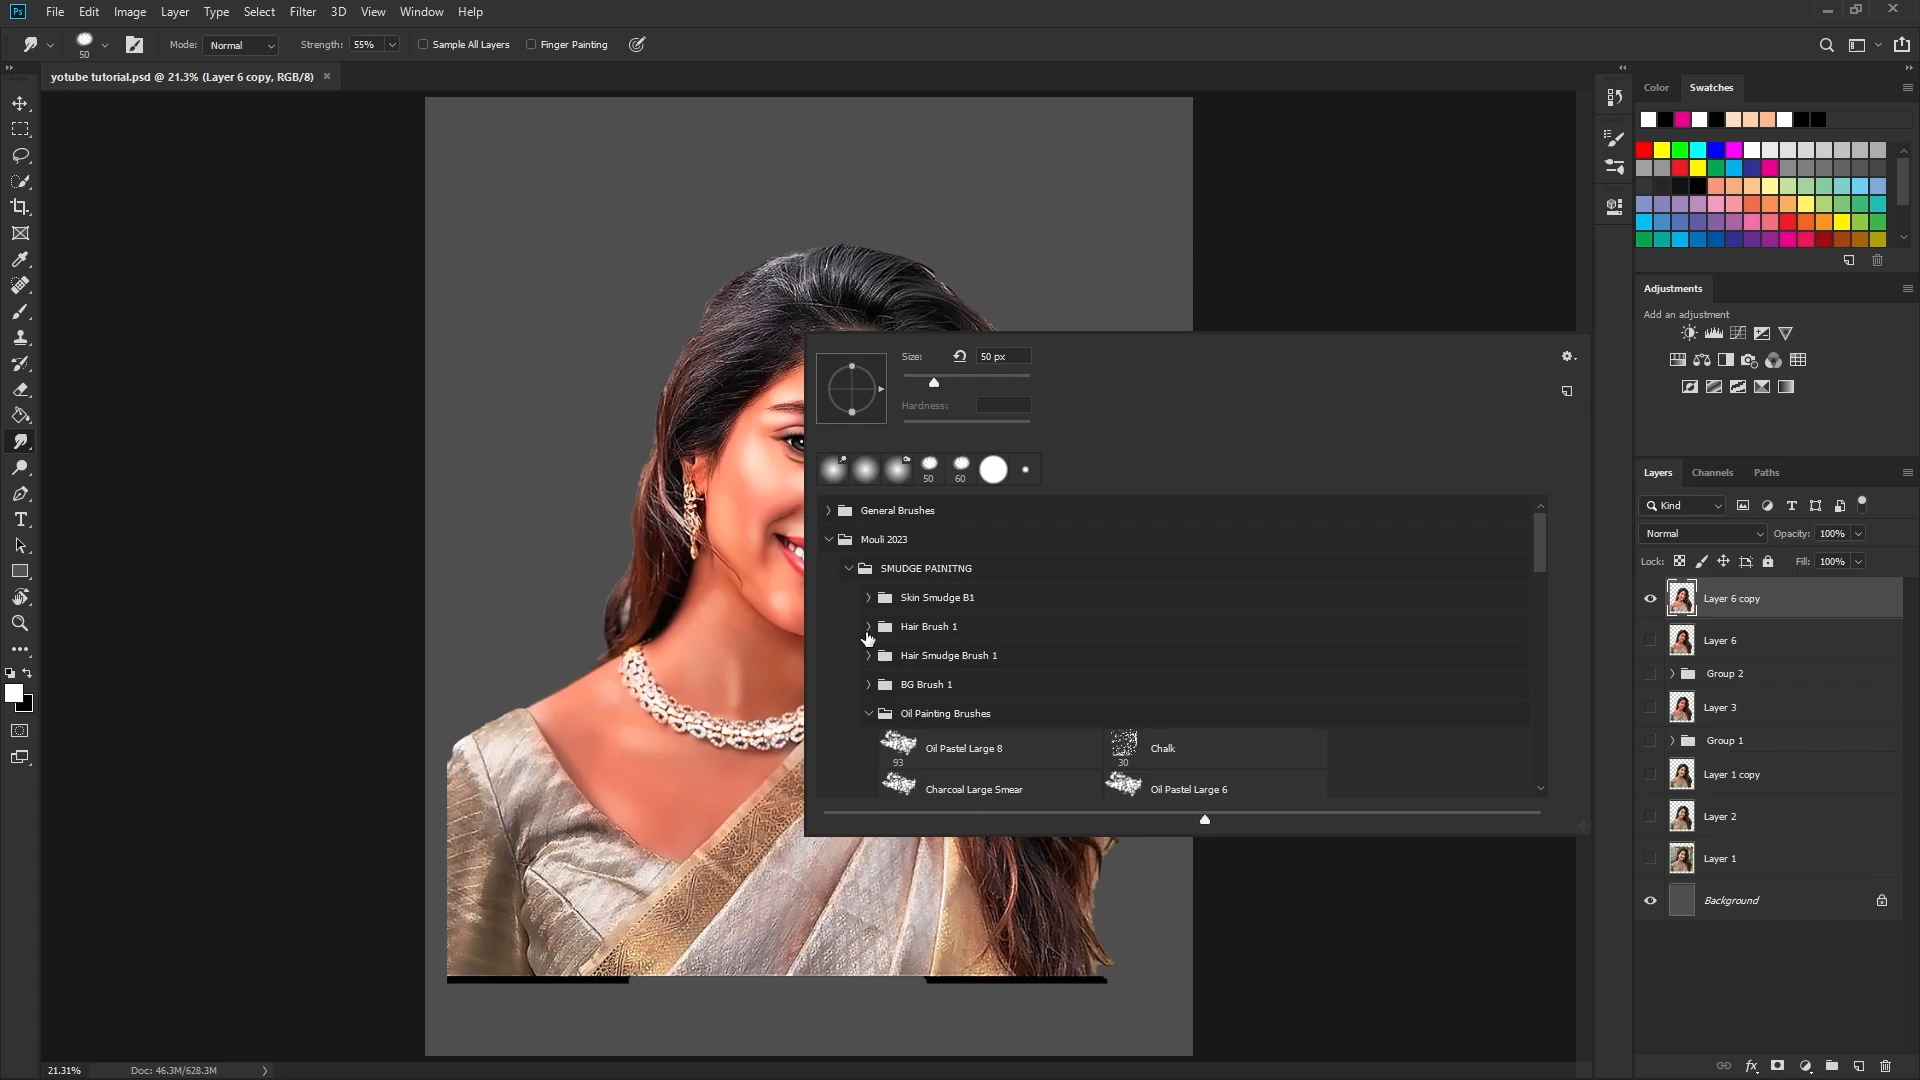 Ps File Edit Image Layer Type Select Filter 3D View Window Help
50 Mode: Normal Strength: 55% Sample All Layers Finger Painting
yotube tutorial.psd @ 21.3% (Layer 6 copy, RGB/8) ×
Color Swatches
Adjustments
Add an adjustment
Size: 50 px
Hardness:
50 60
General Brushes
Mouli 2023
SMUDGE PAINITNG
Skin Smudge B1
Hair Brush 1
Hair Smudge Brush 1
BG Brush 1
Oil Painting Brushes
Oil Pastel Large 8 Chalk
93 30
Charcoal Large Smear Oil Pastel Large 6
Layers Channels Paths
Kind
Normal Opacity: 100%
Lock: Fill: 100%
Layer 6 copy
Layer 6
Group 2
Layer 3
Group 1
Layer 1 copy
Layer 2
Layer 1
Background
21.31% Doc: 46.3M/628.3M